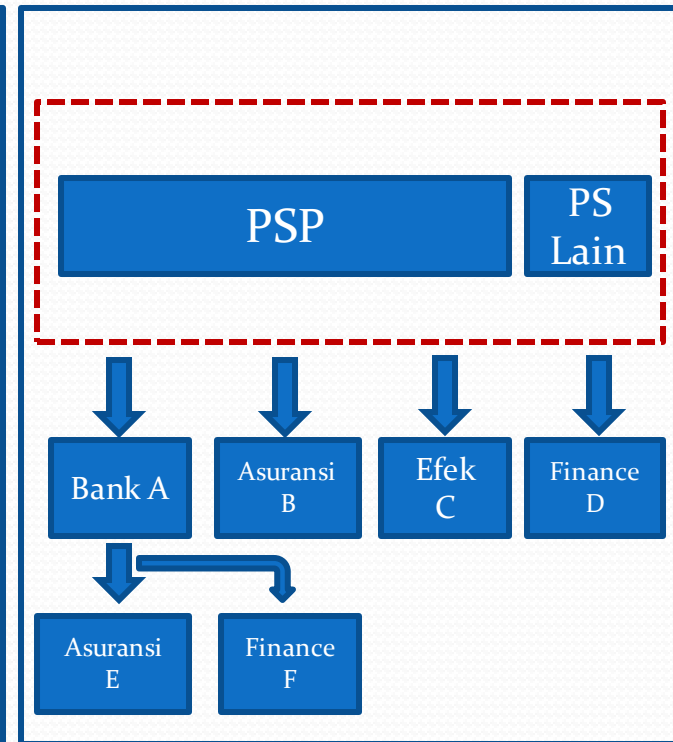 PSP
PS
Lain
Bank A
Asuransi
B
Efek
C
Finance
D
Asuransi
E
Finance
F